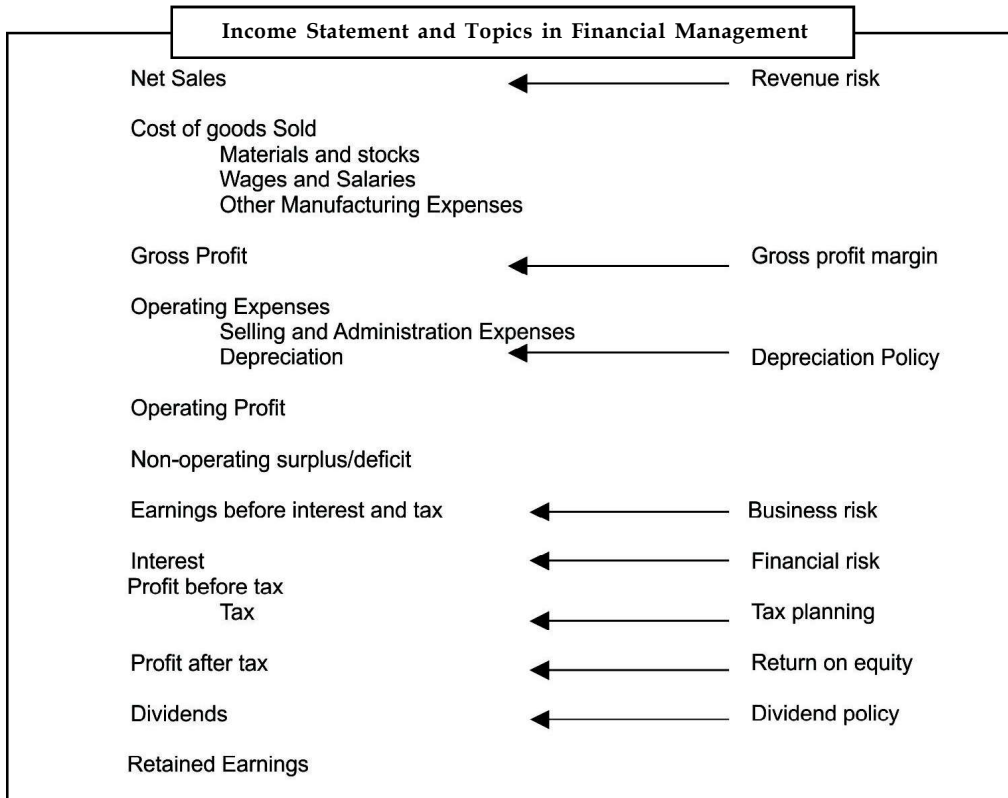 Income Statement and Topics in Financial Management
Net Sales Revenue risk
Cost of goods Sold
Materials and stocks
Wages and Salaries
Other Manufacturing Expenses
Gross Profit Gross profit margin
Operating Expenses
Selling and Administration Expenses
Depreciation Depreciation Policy
Operating Profit
Non-operating surplus/deficit
Earnings before interest and tax Business risk
Interest Financial risk
Profit before tax
Tax Tax planning
Profit after tax Return on equity
Dividends Dividend policy
Retained Earnings